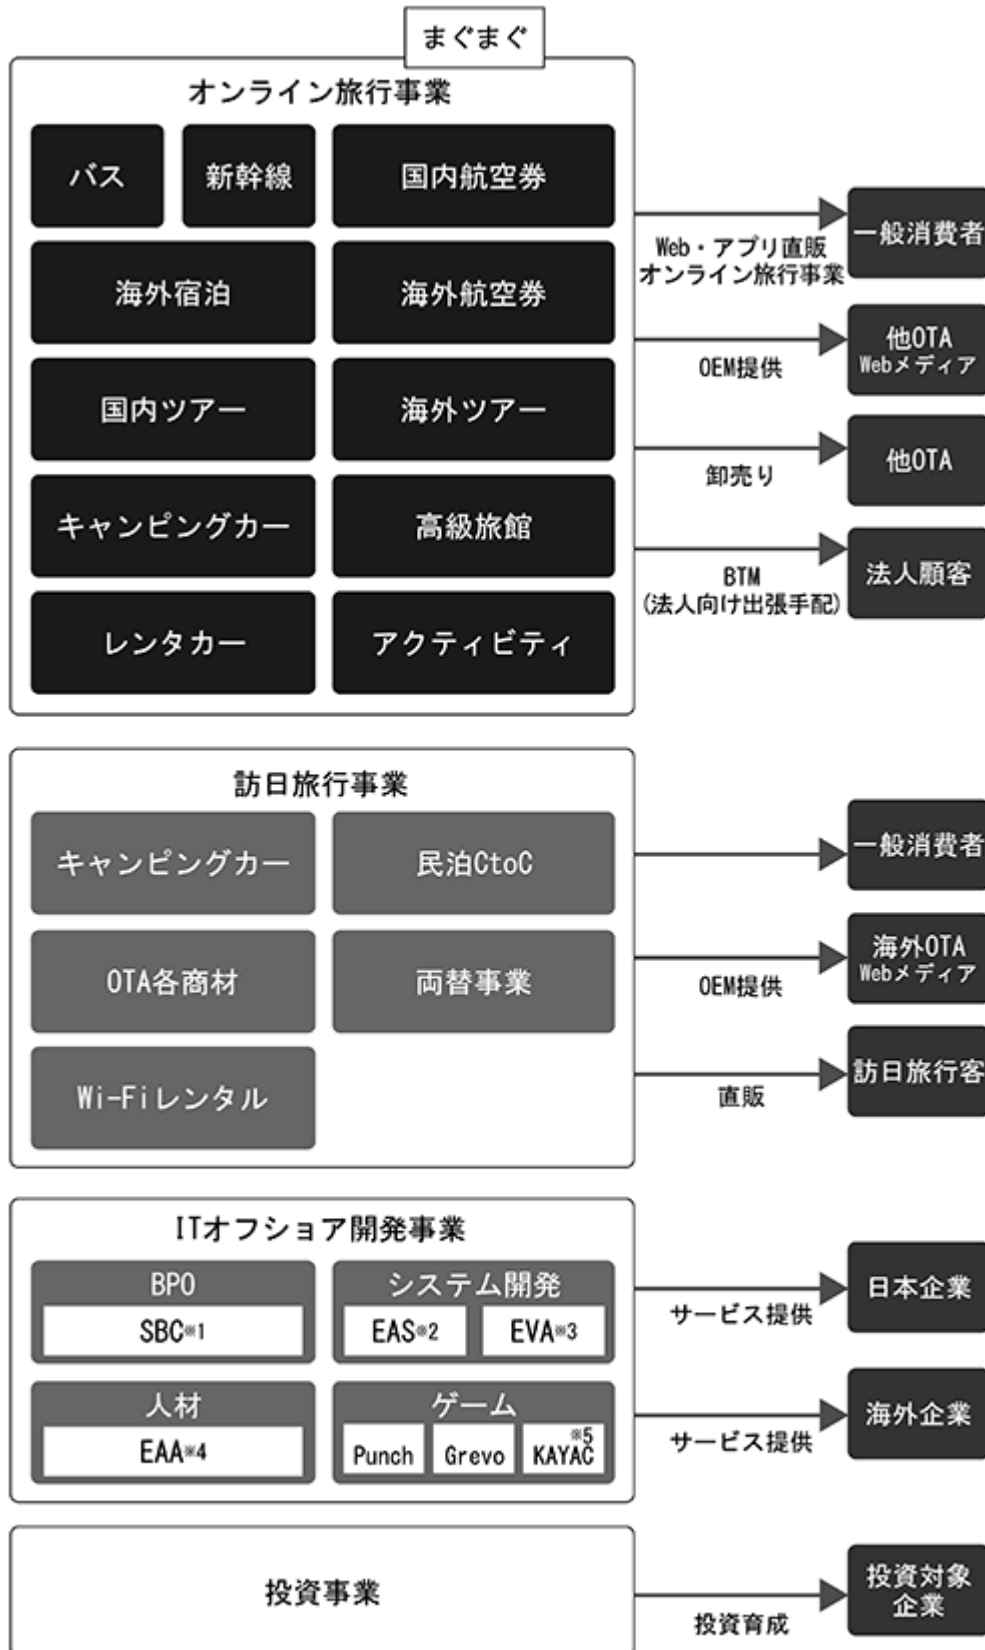 まぐまぐ
オンライン旅行事業
バス
新幹線
国内航空券
海外宿泊
海外航空券
国内ツアー
海外ツアー
キャンピングカー
高級旅館
レンタカー
アクティビティ
Web・アプリ直販
オンライン旅行事業
一般消費者
OEM提供
他OTA
Webメディア
卸売り
他OTA
BTM
(法人向け出張手配)
法人顧客
訪日旅行事業
キャンピングカー
民泊CtoC
OTA各商材
両替事業
Wi-Fiレンタル
一般消費者
OEM提供
海外OTA
Webメディア
直販
訪日旅行客
ITオフショア開発事業
BPO
SBC※1
システム開発
EAS※2
EVA※3
人材
EAA※4
ゲーム
Punch
Grevo
KAYAC※5
サービス提供
日本企業
サービス提供
海外企業
投資事業
投資育成
投資対象
企業